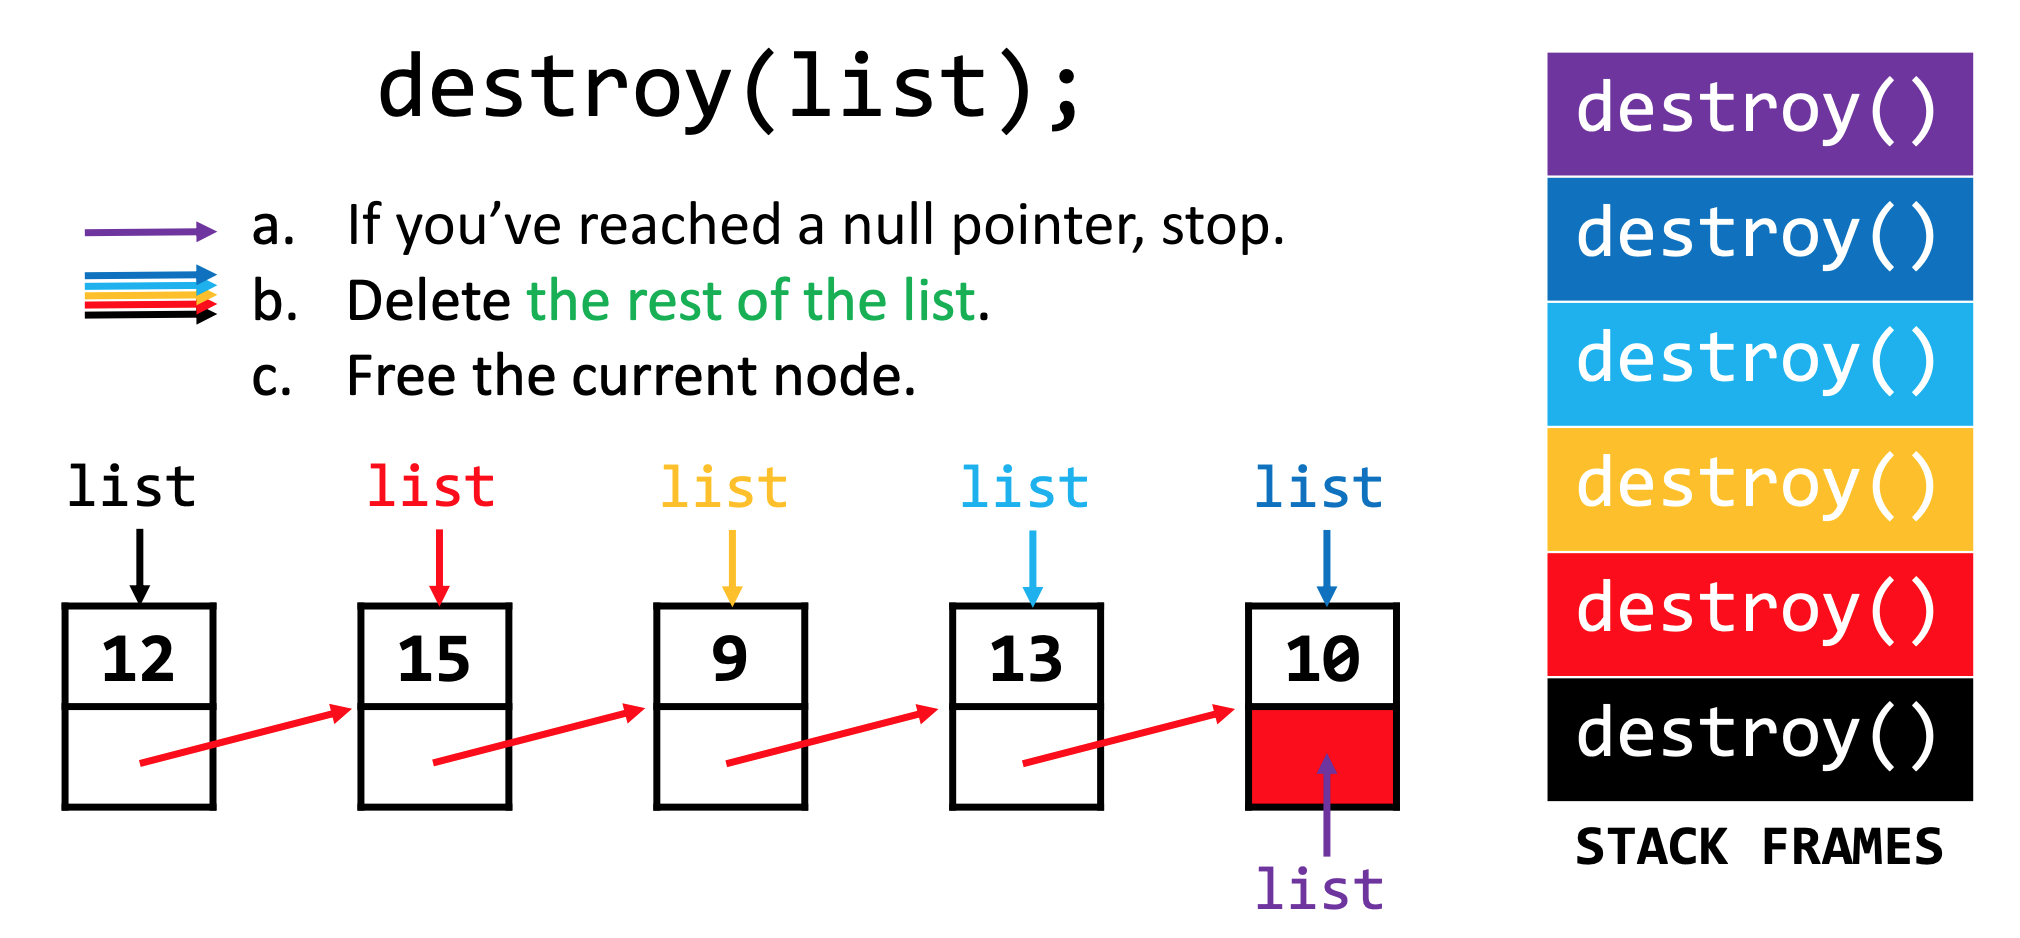 destroy(list);
a. If you’ve reached a null pointer, stop.
b. Delete the rest of the list.
c. Free the current node.
list list list list list
12 15 9 13 10
list
destroy()
destroy()
destroy()
destroy()
destroy()
destroy()
STACK FRAMES